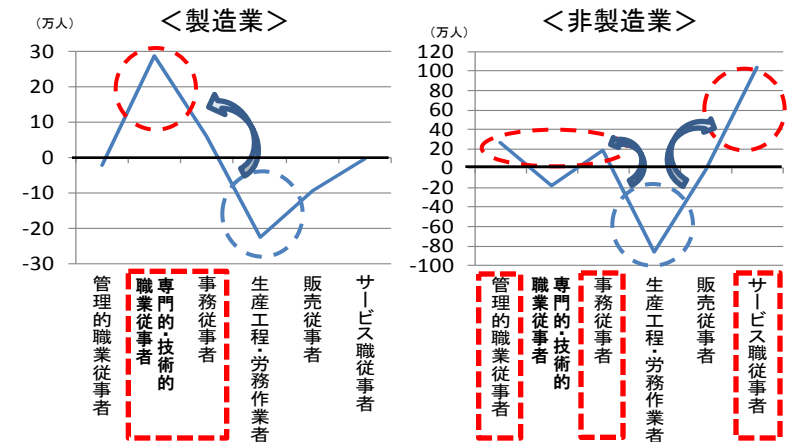 ＜製造業＞
（万人）
30
20
10
0
-10
-20
-30
管理的職業従事者
専門的・技術的
職業従事者
事務従事者
生産工程・労務作業者
販売従事者
サービス職従事者
＜非製造業＞
（万人）
120
100
80
60
40
20
0
-20
-40
-60
-80
-100
管理的職業従事者
専門的・技術的
職業従事者
事務従事者
生産工程・労務作業者
販売従事者
サービス職従事者